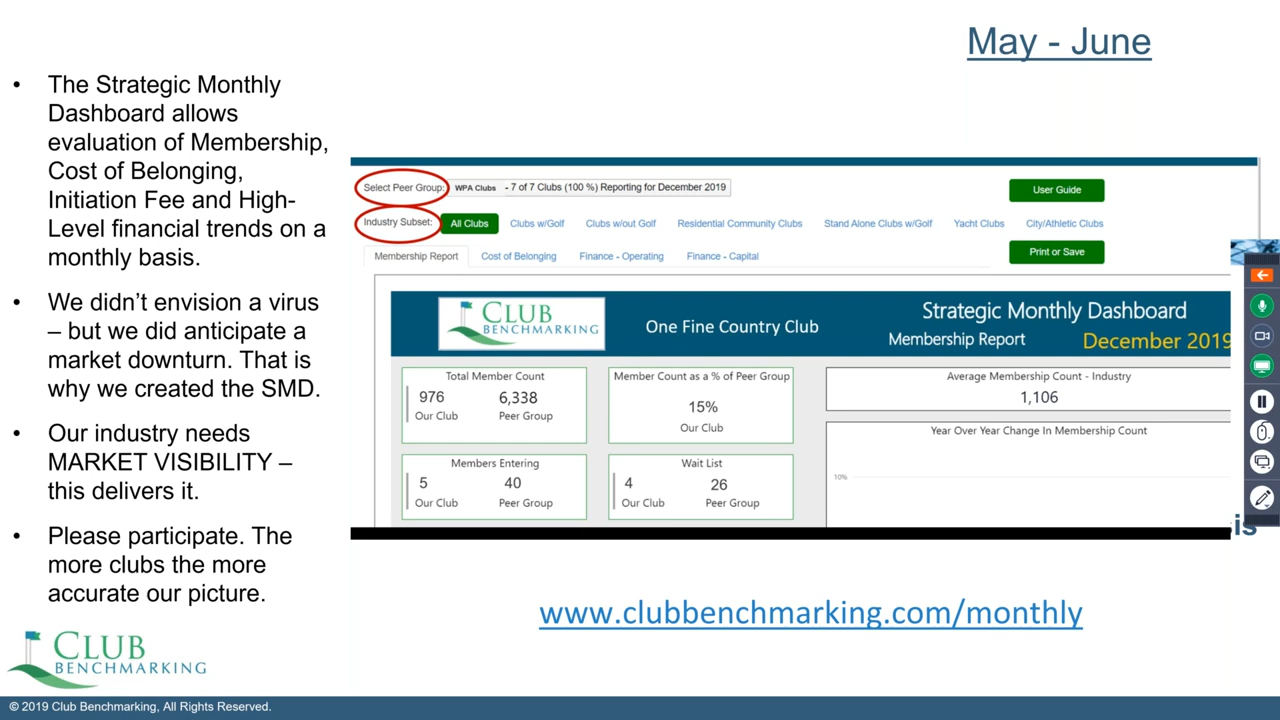 May - June
• The Strategic Monthly
Dashboard allows
evaluation of Membership,
Cost of Belonging,
Initiation Fee and High-
Level financial trends on a
monthly basis.
• We didn’t envision a virus
– but we did anticipate a
market downturn. That is
why we created the SMD.
• Our industry needs
MARKET VISIBILITY –
this delivers it.
• Please participate. The
more clubs the more
accurate our picture.
Select Peer Group: WPA Clubs - 7 of 7 Clubs (100 %) Reporting for December 2019
User Guide
Industry Subset: All Clubs Clubs w/Golf Clubs w/out Golf Residential Community Clubs Stand Alone Clubs w/Golf Yacht Clubs City/Athletic Clubs
Membership Report Cost of Belonging Finance - Operating Finance - Capital
Print or Save
CLUB
BENCHMARKING
One Fine Country Club
Strategic Monthly Dashboard
Membership Report December 2019
Total Member Count
976 6,338
Our Club Peer Group
Member Count as a % of Peer Group
15%
Our Club
Average Membership Count - Industry
1,106
Members Entering
5 40
Our Club Peer Group
Wait List
4 26
Our Club Peer Group
Year Over Year Change In Membership Count
10%
is
www.clubbenchmarking.com/monthly
CLUB
BENCHMARKING
© 2019 Club Benchmarking, All Rights Reserved.